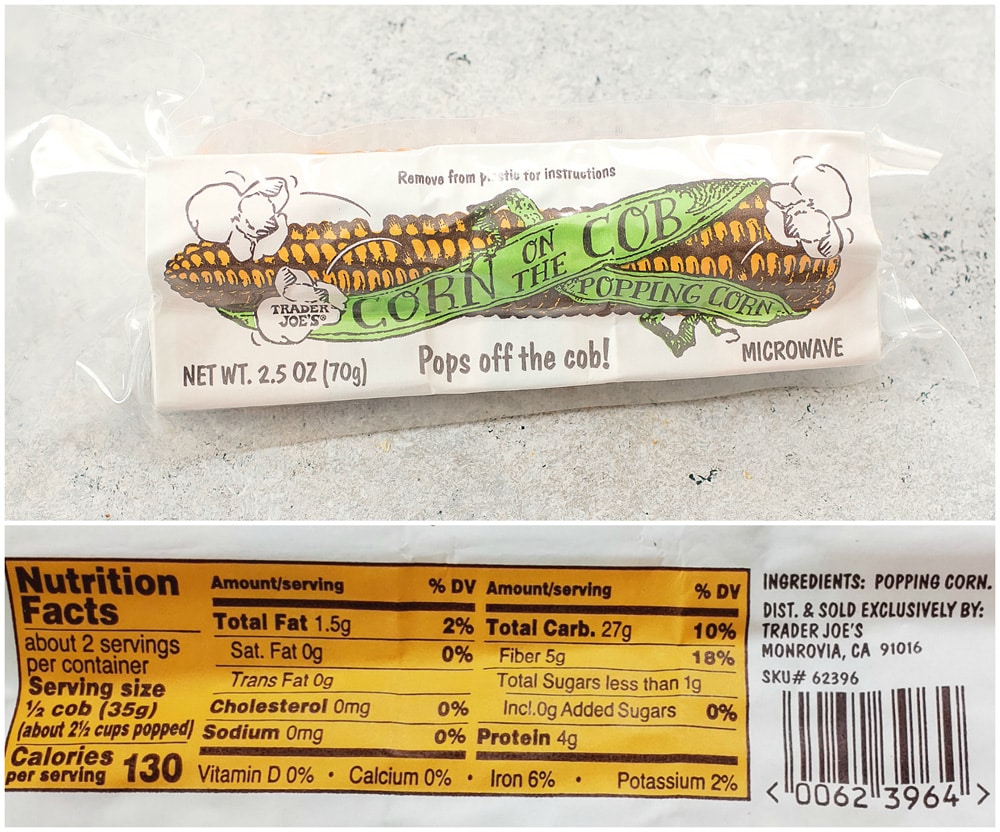 Remove from plastic for instructions
CORN ON THE COB
POPPING CORN
TRADER
JOE'S®
NET WT. 2.5 OZ (70g)
Pops off the cob!
MICROWAVE
Nutrition
Facts
about 2 servings
per container
Serving size
½ cob (35g)
(about 2½ cups popped)
Calories
per serving 130
Amount/serving % DV
Total Fat 1.5g 2%
Sat. Fat 0g 0%
Trans Fat 0g
Cholesterol 0mg 0%
Sodium 0mg 0%
Amount/serving % DV
Total Carb. 27g 10%
Fiber 5g 18%
Total Sugars less than 1g
Incl.0g Added Sugars 0%
Protein 4g
Vitamin D 0% • Calcium 0% • Iron 6% • Potassium 2%
INGREDIENTS: POPPING CORN.
DIST. & SOLD EXCLUSIVELY BY:
TRADER JOE'S
MONROVIA, CA 91016
SKU# 62396
<0062 3964>